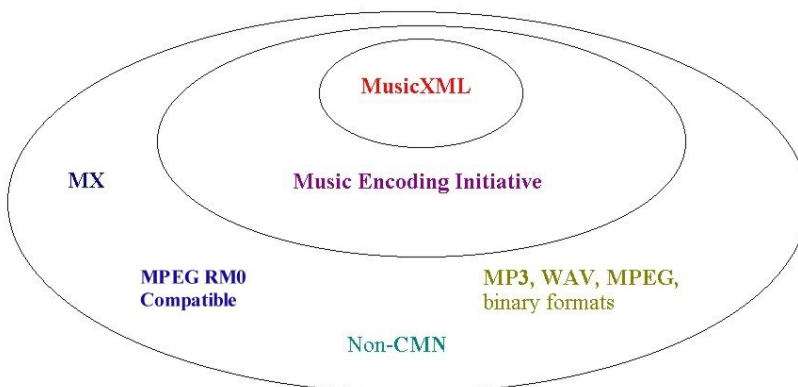 MusicXML
MX
Music Encoding Initiative
MPEG RM0
Compatible
MP3, WAV, MPEG,
binary formats
Non-CMN